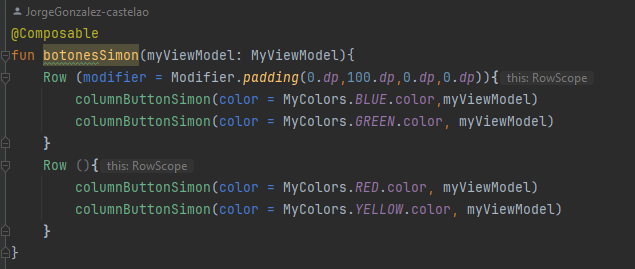 JorgeGonzalez-castelao
@Composable
fun botonesSimon(myViewModel: MyViewModel){
    Row (modifier = Modifier.padding(0.dp,100.dp,0.dp,0.dp)){ this: RowScope
        columnButtonSimon(color = MyColors.BLUE.color,myViewModel)
        columnButtonSimon(color = MyColors.GREEN.color, myViewModel)
    }
    Row (){ this: RowScope
        columnButtonSimon(color = MyColors.RED.color, myViewModel)
        columnButtonSimon(color = MyColors.YELLOW.color, myViewModel)
    }
}